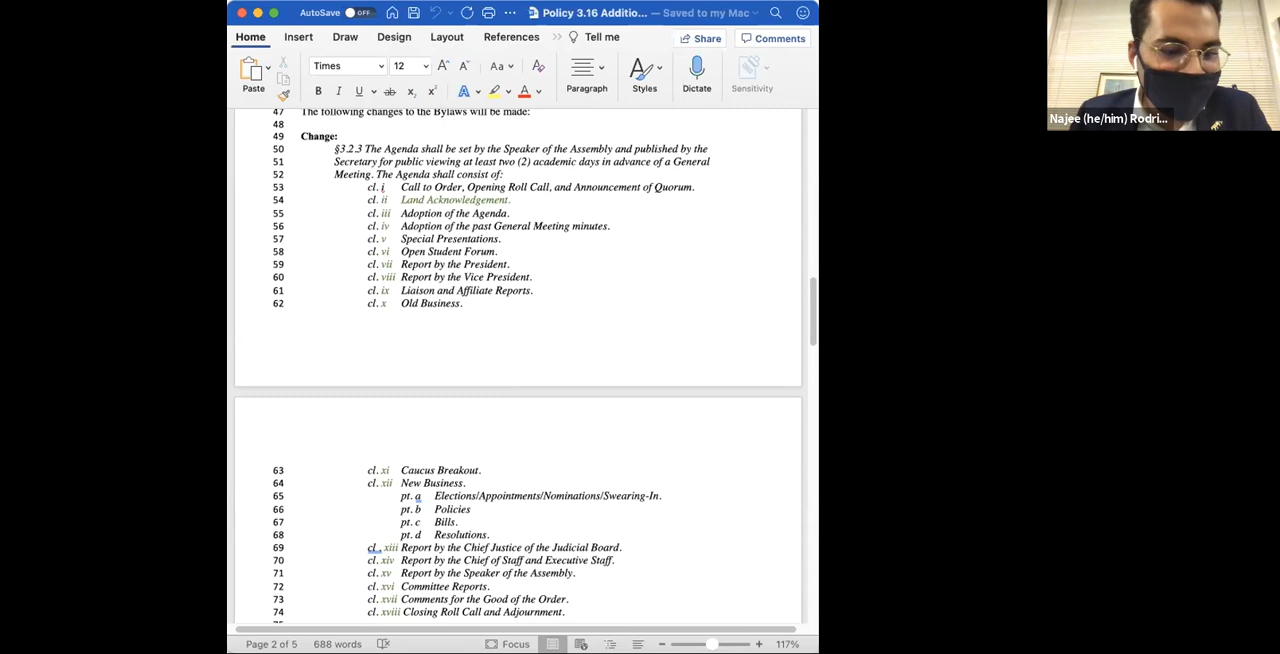 AutoSave OFF Policy 3.16 Additio... — Saved to my Mac
Home Insert Draw Design Layout References Tell me Share Comments
Paste Times 12 Aa Paragraph Styles Dictate Sensitivity
47 The following changes to the Bylaws will be made:
48
49 Change:
50 §3.2.3 The Agenda shall be set by the Speaker of the Assembly and published by the
51 Secretary for public viewing at least two (2) academic days in advance of a General
52 Meeting. The Agenda shall consist of:
53 cl. i Call to Order, Opening Roll Call, and Announcement of Quorum.
54 cl. ii Land Acknowledgement.
55 cl. iii Adoption of the Agenda.
56 cl. iv Adoption of the past General Meeting minutes.
57 cl. v Special Presentations.
58 cl. vi Open Student Forum.
59 cl. vii Report by the President.
60 cl. viii Report by the Vice President.
61 cl. ix Liaison and Affiliate Reports.
62 cl. x Old Business.
63 cl. xi Caucus Breakout.
64 cl. xii New Business.
65 pt. a Elections/Appointments/Nominations/Swearing-In.
66 pt. b Policies
67 pt. c Bills.
68 pt. d Resolutions.
69 cl. xiii Report by the Chief Justice of the Judicial Board.
70 cl. xiv Report by the Chief of Staff and Executive Staff.
71 cl. xv Report by the Speaker of the Assembly.
72 cl. xvi Committee Reports.
73 cl. xvii Comments for the Good of the Order.
74 cl. xviii Closing Roll Call and Adjournment.
Page 2 of 5 688 words Focus 117%
Najee (he/him) Rodri...